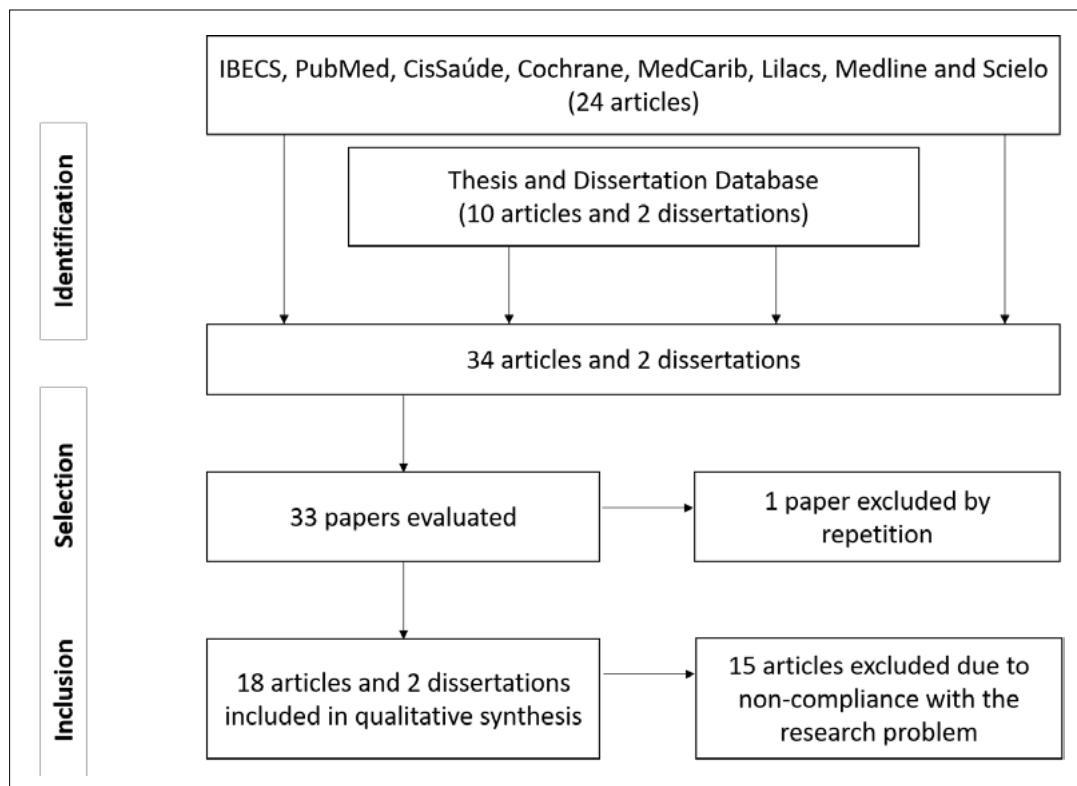 IBECS, PubMed, CisSaúde, Cochrane, MedCarib, Lilacs, Medline and Scielo
(24 articles)
Identification
Thesis and Dissertation Database
(10 articles and 2 dissertations)
34 articles and 2 dissertations
Selection
33 papers evaluated
1 paper excluded by
repetition
Inclusion
18 articles and 2 dissertations
included in qualitative synthesis
15 articles excluded due to
non-compliance with the
research problem